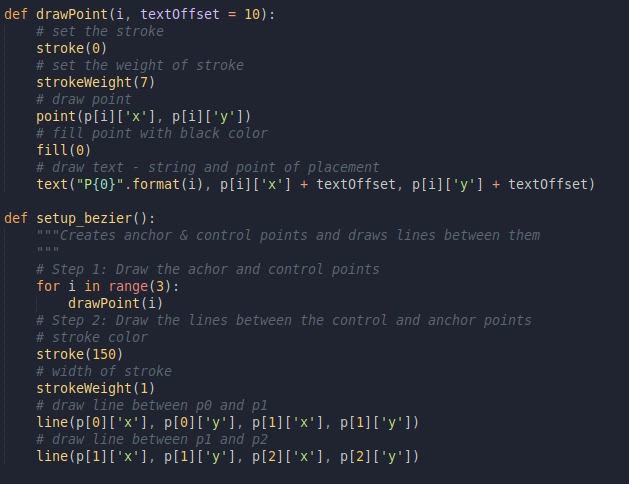 def drawPoint(i, textOffset = 10):
    # set the stroke
    stroke(0)
    # set the weight of stroke
    strokeWeight(7)
    # draw point
    point(p[i]['x'], p[i]['y'])
    # fill point with black color
    fill(0)
    # draw text - string and point of placement
    text("P{0}".format(i), p[i]['x'] + textOffset, p[i]['y'] + textOffset)

def setup_bezier():
    """Creates anchor & control points and draws lines between them
    """
    # Step 1: Draw the achor and control points
    for i in range(3):
        drawPoint(i)
    # Step 2: Draw the lines between the control and anchor points
    # stroke color
    stroke(150)
    # width of stroke
    strokeWeight(1)
    # draw line between p0 and p1
    line(p[0]['x'], p[0]['y'], p[1]['x'], p[1]['y'])
    # draw line between p1 and p2
    line(p[1]['x'], p[1]['y'], p[2]['x'], p[2]['y'])